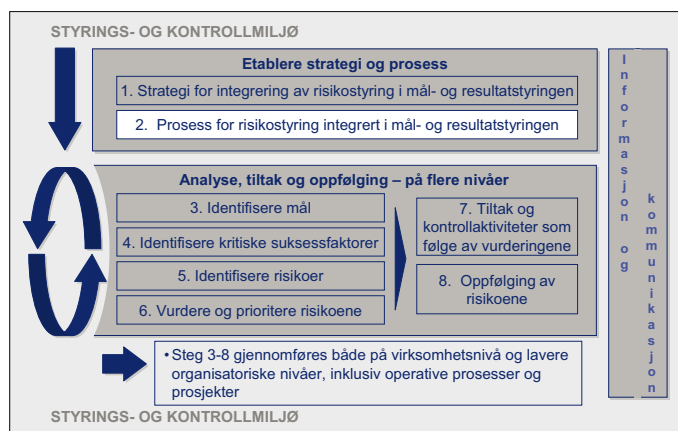 STYRINGS- OG KONTROLLMILJØ
Etablere strategi og prosess
1. Strategi for integrering av risikostyring i mål- og resultatstyringen
2. Prosess for risikostyring integrert i mål- og resultatstyringen
Analyse, tiltak og oppfølging – på flere nivåer
3. Identifisere mål
4. Identifisere kritiske suksessfaktorer
5. Identifisere risikoer
6. Vurdere og prioritere risikoene
7. Tiltak og
kontrollaktiviteter som
følge av vurderingene
8. Oppfølging av
risikoene
• Steg 3-8 gjennomføres både på virksomhetsnivå og lavere
organisatoriske nivåer, inklusiv operative prosesser og
prosjekter
Informasjon og
kommunikasjon
STYRINGS- OG KONTROLLMILJØ